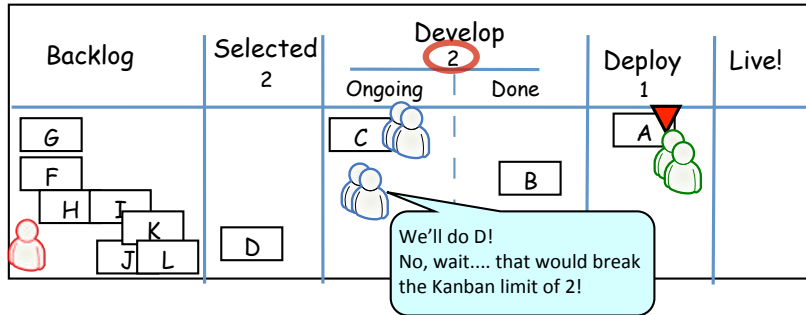 Backlog
Selected
2
Develop
2
Ongoing
Done
Deploy
1
Live!
G
F
H
I
K
J
L
D
C
B
A
We'll do D!
No, wait.... that would break
the Kanban limit of 2!